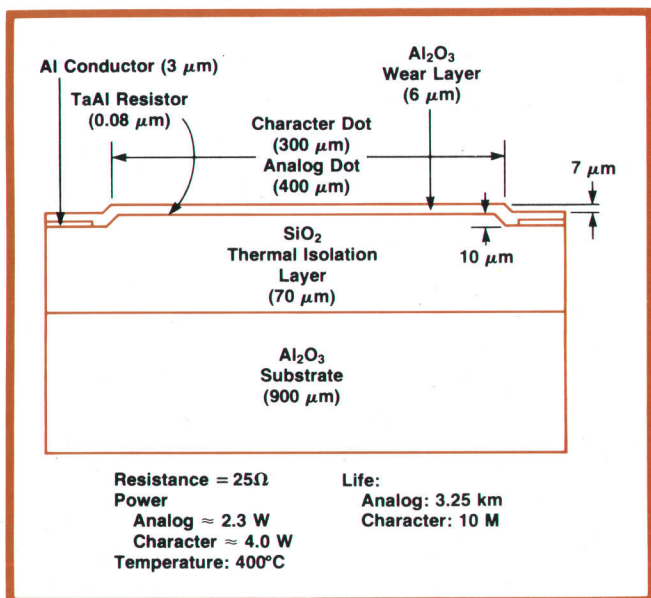 Al Conductor (3 μm)
TaAl Resistor
(0.08 μm)
Al₂O₃
Wear Layer
(6 μm)
Character Dot
(300 μm)
Analog Dot
(400 μm)
7 μm
10 μm
SiO₂
Thermal Isolation
Layer
(70 μm)
Al₂O₃
Substrate
(900 μm)
Resistance = 25Ω
Power
Analog ≈ 2.3 W
Character ≈ 4.0 W
Temperature: 400°C
Life:
Analog: 3.25 km
Character: 10 M